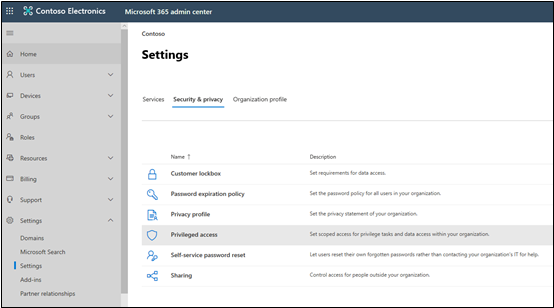 Contoso Electronics
Microsoft 365 admin center
Home
Users
Devices
Groups
Roles
Resources
Billing
Support
Settings
Domains
Microsoft Search
Settings
Add-ins
Partner relationships
Contoso
Settings
Services Security & privacy Organization profile
Name ↑ Description
Customer lockbox Set requirements for data access.
Password expiration policy Set the password policy for all users in your organization.
Privacy profile Set the privacy statement of your organization.
Privileged access Set scoped access for privilege tasks and data access within your organization.
Self-service password reset Let users reset their own forgotten passwords rather than contacting your organization's IT for help.
Sharing Control access for people outside your organization.